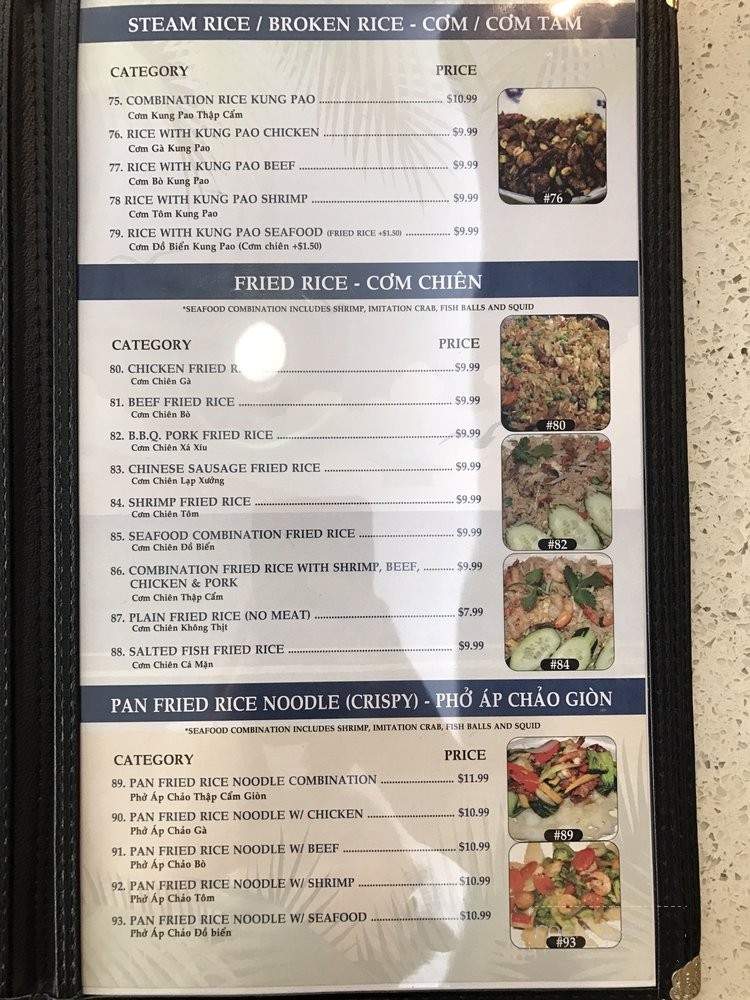 STEAM RICE / BROKEN RICE - CƠM / CƠM TẤM
CATEGORY PRICE
75. COMBINATION RICE KUNG PAO $10.99
Cơm Kung Pao Thập Cẩm
76. RICE WITH KUNG PAO CHICKEN $9.99
Cơm Gà Kung Pao
77. RICE WITH KUNG PAO BEEF $9.99
Cơm Bò Kung Pao
78 RICE WITH KUNG PAO SHRIMP $9.99
Cơm Tôm Kung Pao
79. RICE WITH KUNG PAO SEAFOOD (FRIED RICE +$1.50) $9.99
Cơm Đồ Biển Kung Pao (Cơm chiên +$1.50)
#76
FRIED RICE - CƠM CHIÊN
*SEAFOOD COMBINATION INCLUDES SHRIMP, IMITATION CRAB, FISH BALLS AND SQUID
CATEGORY PRICE
80. CHICKEN FRIED $9.99
Cơm Chiên Gà
81. BEEF FRIED RICE $9.99
Cơm Chiên Bò
82. B.B.Q. PORK FRIED RICE $9.99
Cơm Chiên Xá Xíu
83. CHINESE SAUSAGE FRIED RICE $9.99
Cơm Chiên Lạp Xưởng
84. SHRIMP FRIED RICE $9.99
Cơm Chiên Tôm
85. SEAFOOD COMBINATION FRIED RICE $9.99
Cơm Chiên Đồ Biển
86. COMBINATION FRIED RICE WITH SHRIMP, BEEF, $9.99
CHICKEN & PORK
Cơm Chiên Thập Cẩm
87. PLAIN FRIED RICE (NO MEAT) $7.99
Cơm Chiên Không Thịt
88. SALTED FISH FRIED RICE $9.99
Cơm Chiên Cá Mặn
#80
#82
#84
PAN FRIED RICE NOODLE (CRISPY) - PHỞ ÁP CHẢO GIÒN
*SEAFOOD COMBINATION INCLUDES SHRIMP, IMITATION CRAB, FISH BALLS AND SQUID
CATEGORY PRICE
89. PAN FRIED RICE NOODLE COMBINATION $11.99
Phở Áp Chảo Thập Cẩm Giòn
90. PAN FRIED RICE NOODLE W/ CHICKEN $10.99
Phở Áp Chảo Gà
91. PAN FRIED RICE NOODLE W/ BEEF $10.99
Phở Áp Chảo Bò
92. PAN FRIED RICE NOODLE W/ SHRIMP $10.99
Phở Áp Chảo Tôm
93. PAN FRIED RICE NOODLE W/ SEAFOOD $10.99
Phở Áp Chảo Đồ biển
#89
#93